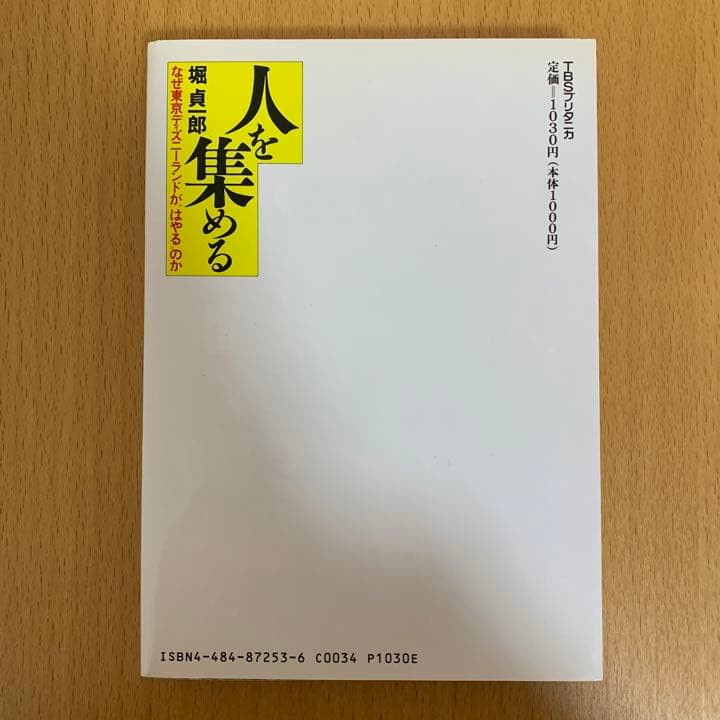 TBSブリタニカ
定価=1030円(本体1000円)
人を集める
堀貞一郎
なぜ東京ディズニーランドが“はやる”のか
ISBN4-484-87253-6 C0034 P1030E